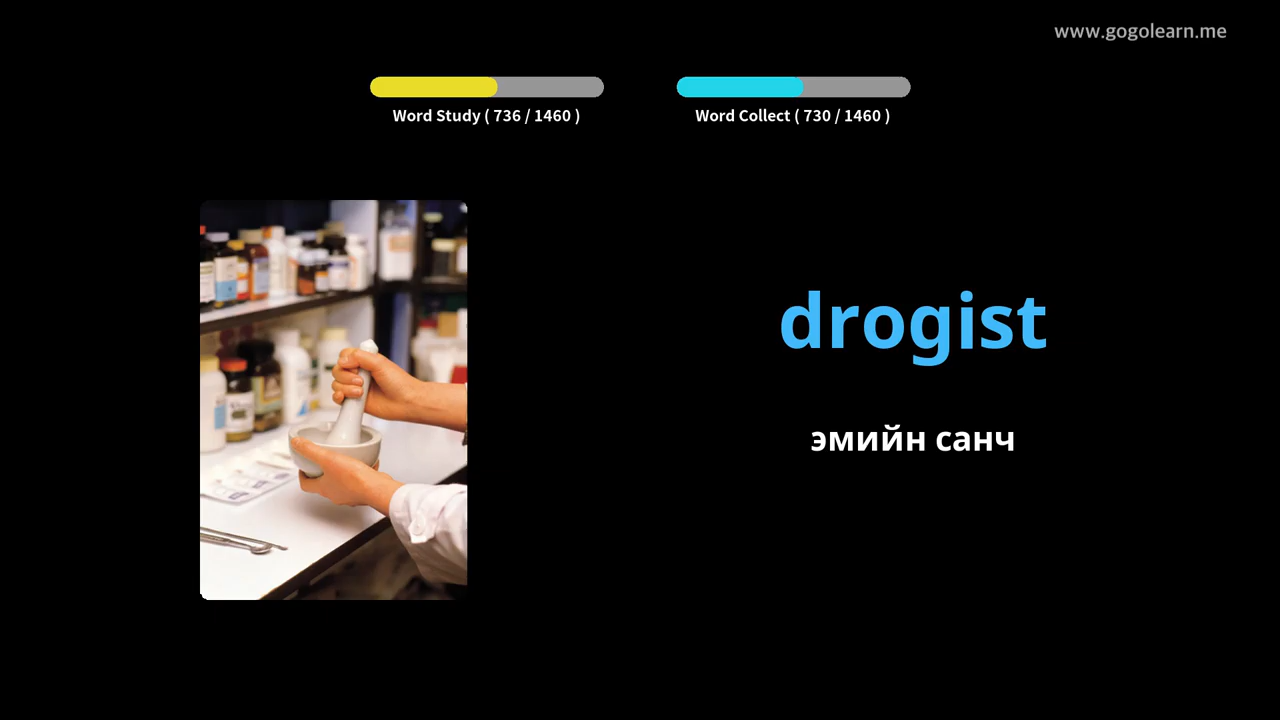 www.gogolearn.me
Word Study ( 736 / 1460 )
Word Collect ( 730 / 1460 )
drogist
эмийн санч